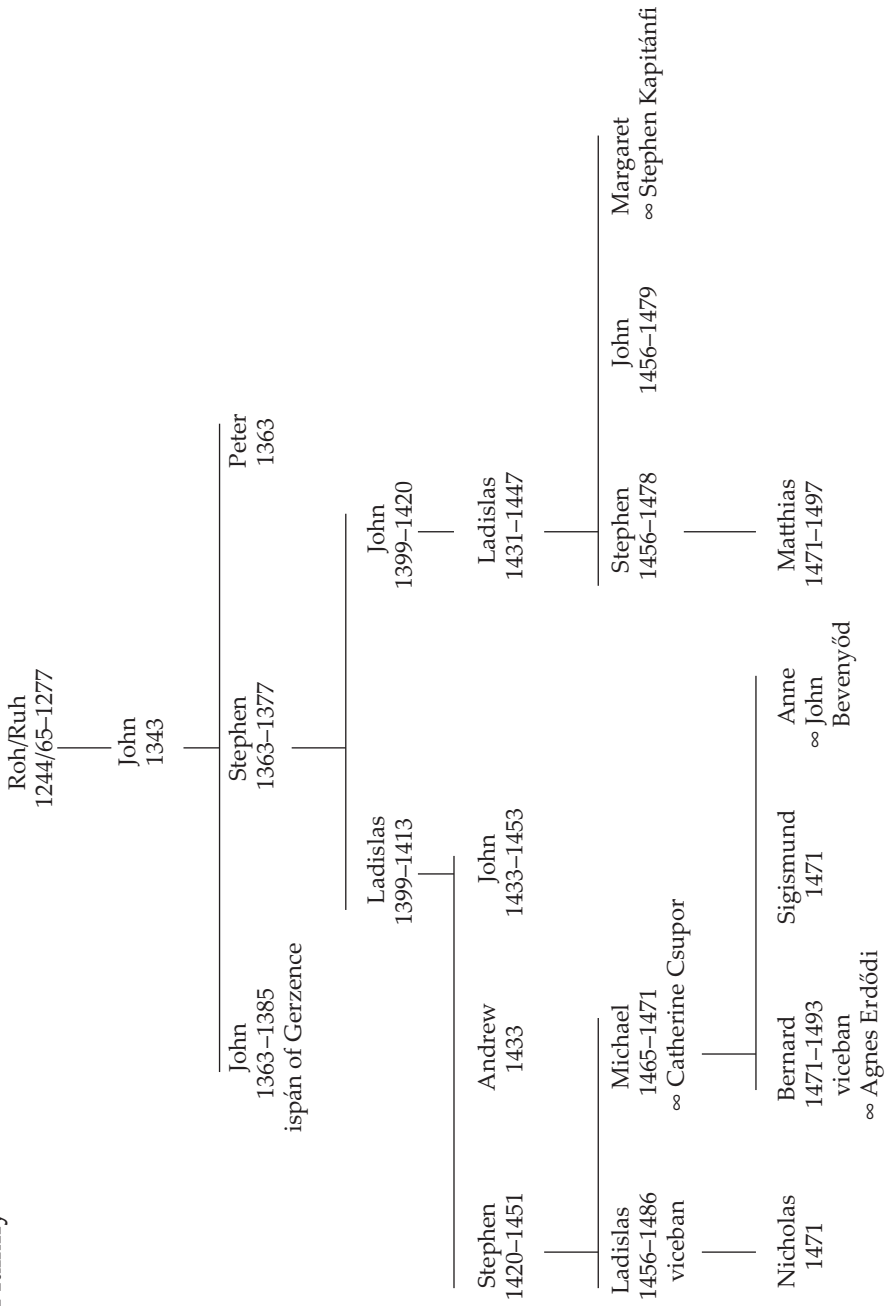 Roh/Ruh
1244/65–1277
John
1343
John
1363–1385
ispán of Gerzence
Stephen
1363–1377
Peter
1363
Ladislas
1399–1413
John
1399–1420
Stephen
1420–1451
Andrew
1433
John
1433–1453
Ladislas
1431–1447
Ladislas
1456–1486
viceban
Michael
1465–1471
∞ Catherine Csupor
Stephen
1456–1478
John
1456–1479
Margaret
∞ Stephen Kapitánfi
Nicholas
1471
Bernard
1471–1493
viceban
∞ Agnes Erdődi
Sigismund
1471
Anne
∞ John
Bevenyőd
Matthias
1471–1497